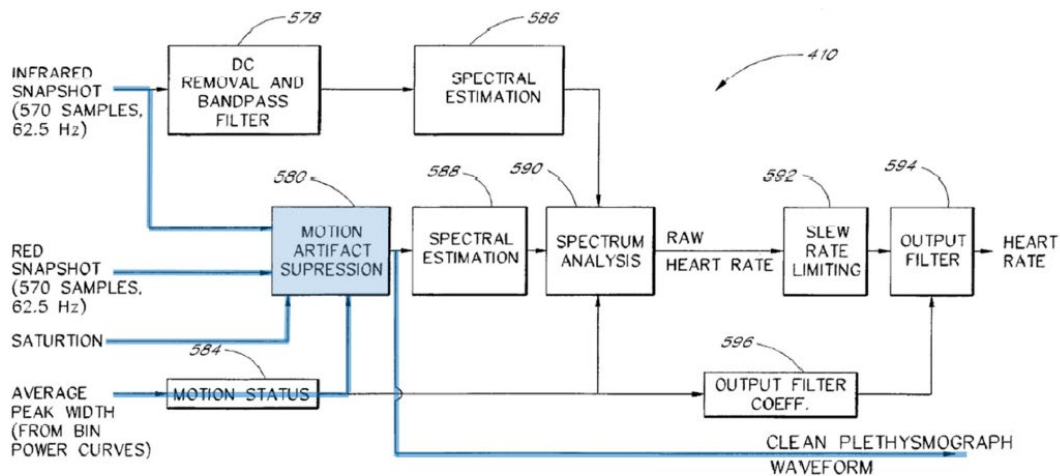 578
586
410
INFRARED
SNAPSHOT
(570 SAMPLES,
62.5 Hz)
DC
REMOVAL AND
BANDPASS
FILTER
SPECTRAL
ESTIMATION
580
588
590
592
594
MOTION
ARTIFACT
SUPRESSION
SPECTRAL
ESTIMATION
SPECTRUM
ANALYSIS
RAW
HEART RATE
SLEW
RATE
LIMITING
OUTPUT
FILTER
HEART
RATE
RED
SNAPSHOT
(570 SAMPLES,
62.5 Hz)
SATURTION
584
596
AVERAGE
PEAK WIDTH
(FROM BIN
POWER CURVES)
MOTION STATUS
OUTPUT FILTER
COEFF.
CLEAN PLETHYSMOGRAPH
WAVEFORM